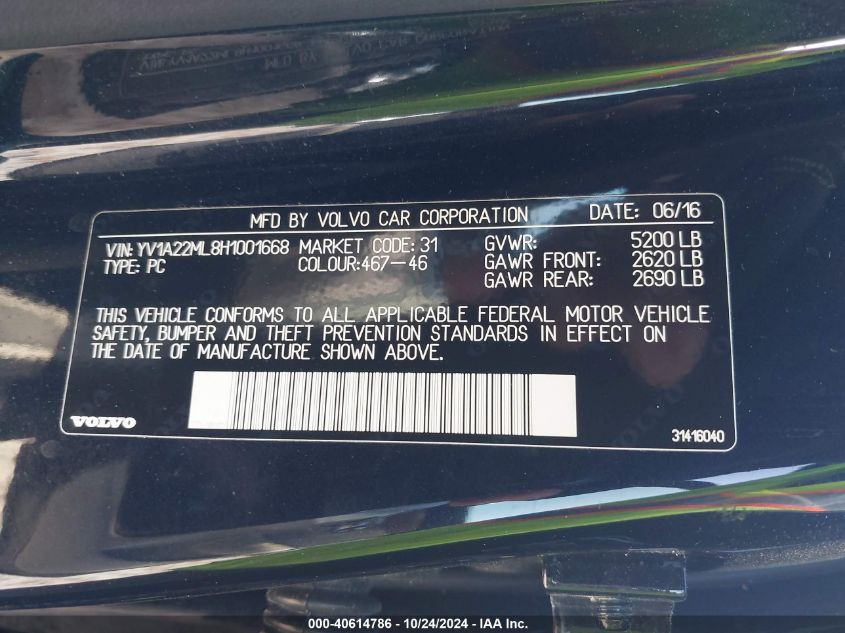 MFD BY VOLVO CAR CORPORATION DATE: 06/16
VIN: YV1A22ML8H1001668 MARKET CODE: 31 GVWR: 5200 LB
TYPE: PC COLOUR:467-46 GAWR FRONT: 2620 LB
GAWR REAR: 2690 LB
THIS VEHICLE CONFORMS TO ALL APPLICABLE FEDERAL MOTOR VEHICLE
SAFETY, BUMPER AND THEFT PREVENTION STANDARDS IN EFFECT ON
THE DATE OF MANUFACTURE SHOWN ABOVE.
VOLVO 31416040
000-40614786 - 10/24/2024 - IAA Inc.